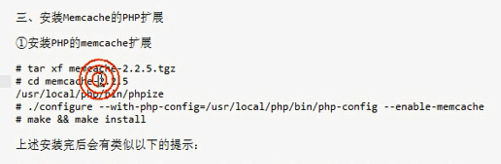 三、安装Memcache的PHP扩展
①安装PHP的memcache扩展
# tar xf memcache-2.2.5.tgz
# cd memcache-2.2.5
/usr/local/php/bin/phpize
# ./configure --with-php-config=/usr/local/php/bin/php-config --enable-memcache
# make && make install
上述安装完后会有类似以下的提示：